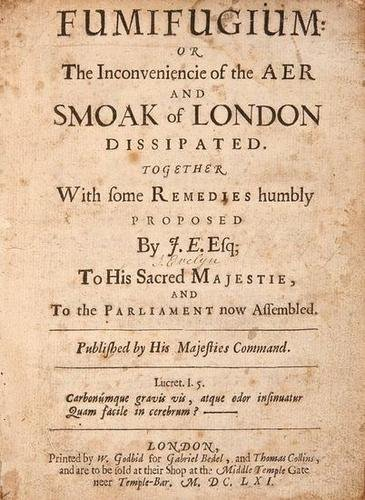 FUMIFUGIUM:
OR
The Inconveniencie of the AER
AND
SMOAK of LONDON
DISSIPATED.
TOGETHER
With ſome REMEDIES humbly
PROPOSED
By J. E. Eſq;
J. Evelyn
To His Sacred MAJESTIE,
AND
To the PARLIAMENT now Aſſembled.
Publiſhed by His Majeſties Command.
Lucret. l. 5.
Carbonúmque gravis vis, atque odor inſinuatur
Quam facile in cerebrum? ——
LONDON,
Printed by W. Godbid for Gabriel Bedel, and Thomas Collins,
and are to be ſold at their Shop at the Middle Temple Gate
neer Temple-Bar. M. DC. LXI.